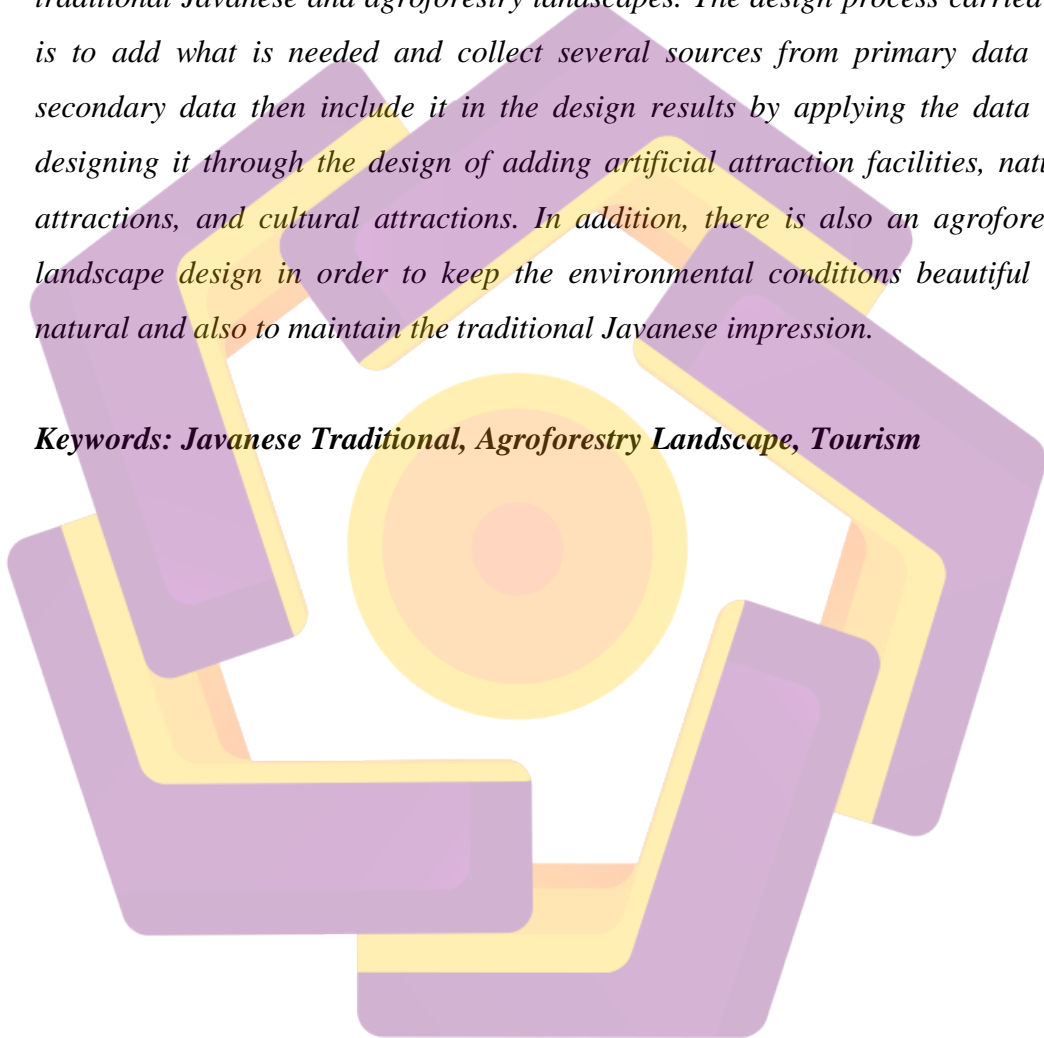 traditional Javanese and agroforestry landscapes. The design process carried
is to add what is needed and collect several sources from primary data
secondary data then include it in the design results by applying the data
designing it through the design of adding artificial attraction facilities, natu
attractions, and cultural attractions. In addition, there is also an agrofore
landscape design in order to keep the environmental conditions beautiful
natural and also to maintain the traditional Javanese impression.
Keywords: Javanese Traditional, Agroforestry Landscape, Tourism